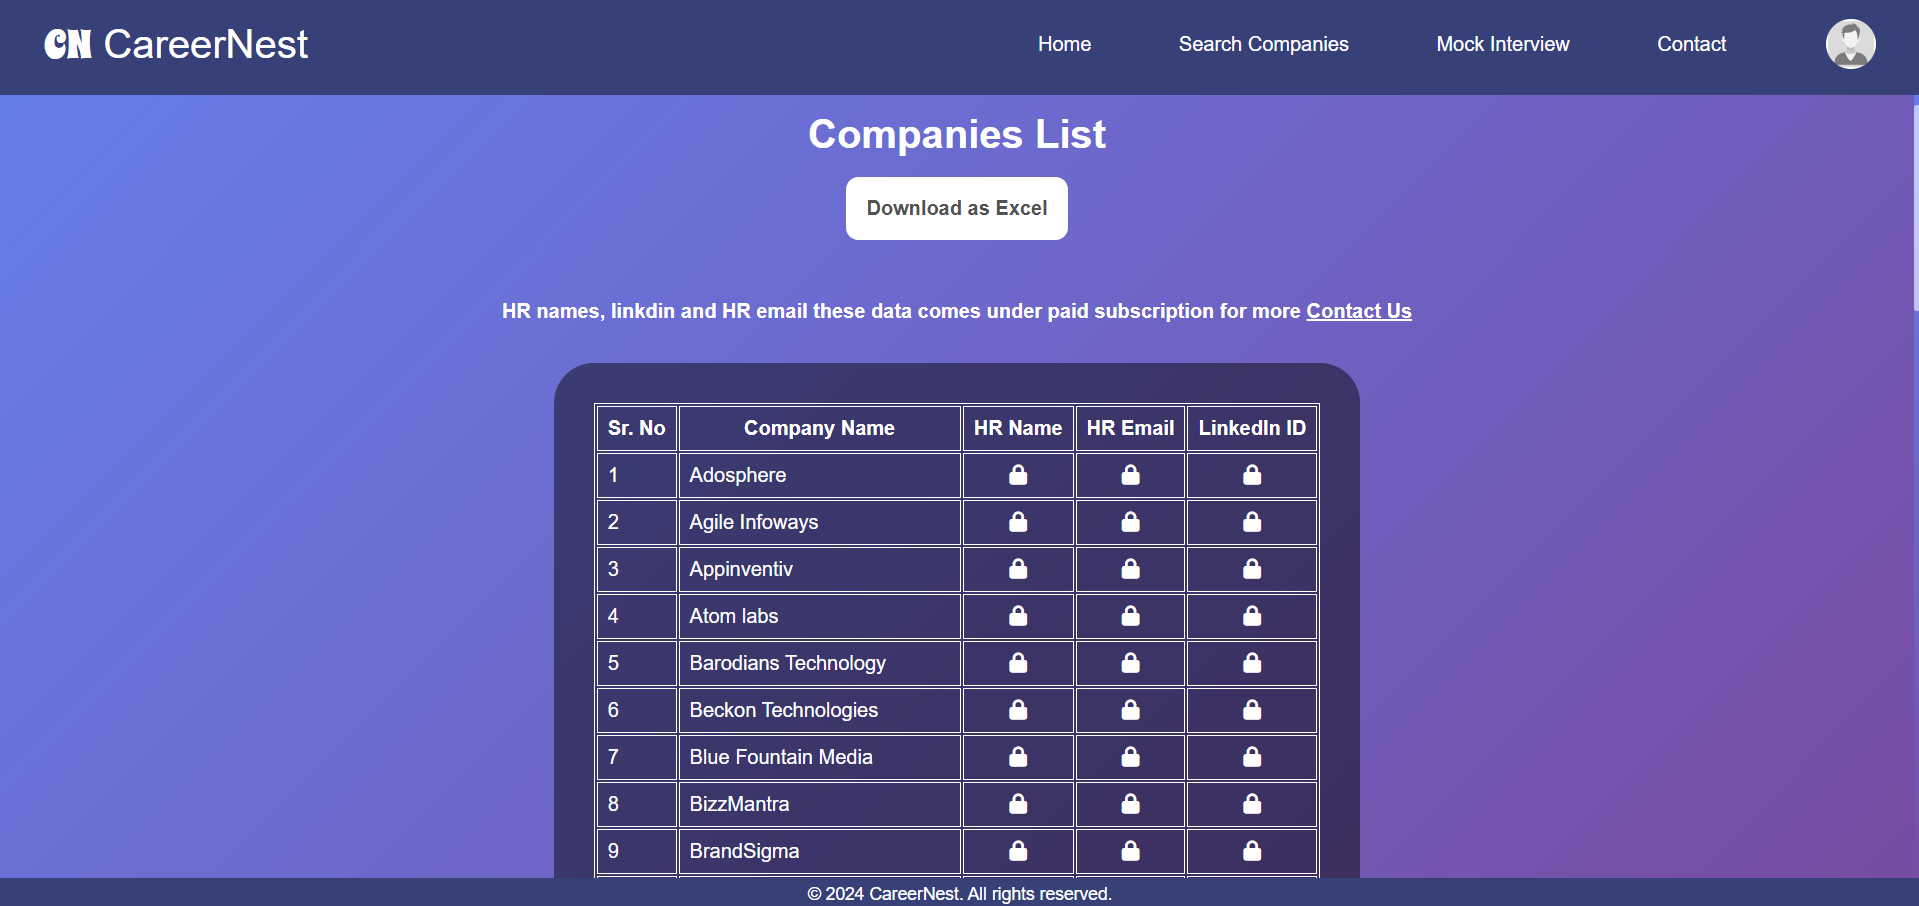 CN CareerNest
Home Search Companies Mock Interview Contact
Companies List
Download as Excel
HR names, linkdin and HR email these data comes under paid subscription for more Contact Us
Sr. No Company Name HR Name HR Email LinkedIn ID
1 Adosphere
2 Agile Infoways
3 Appinventiv
4 Atom labs
5 Barodians Technology
6 Beckon Technologies
7 Blue Fountain Media
8 BizzMantra
9 BrandSigma
© 2024 CareerNest. All rights reserved.